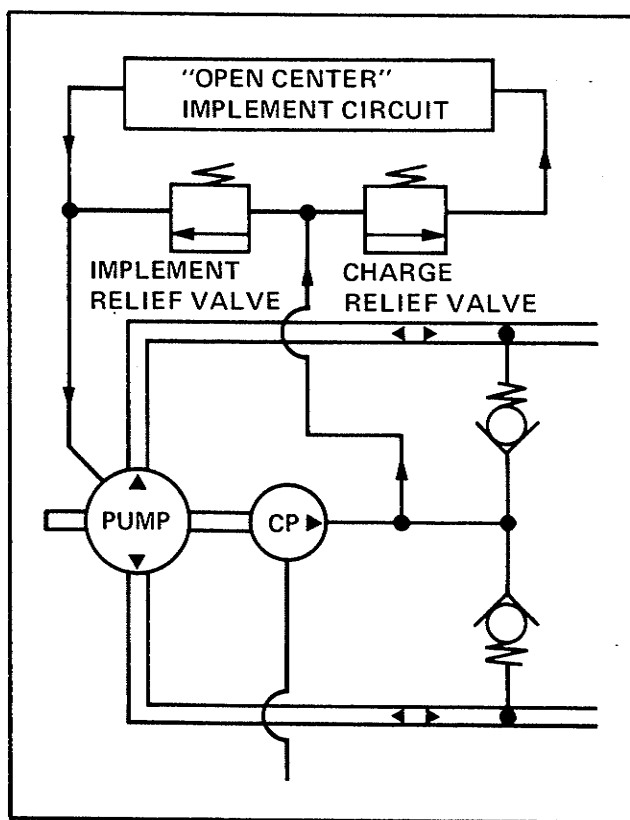 "OPEN CENTER"
IMPLEMENT CIRCUIT
IMPLEMENT
RELIEF VALVE
CHARGE
RELIEF VALVE
PUMP
CP